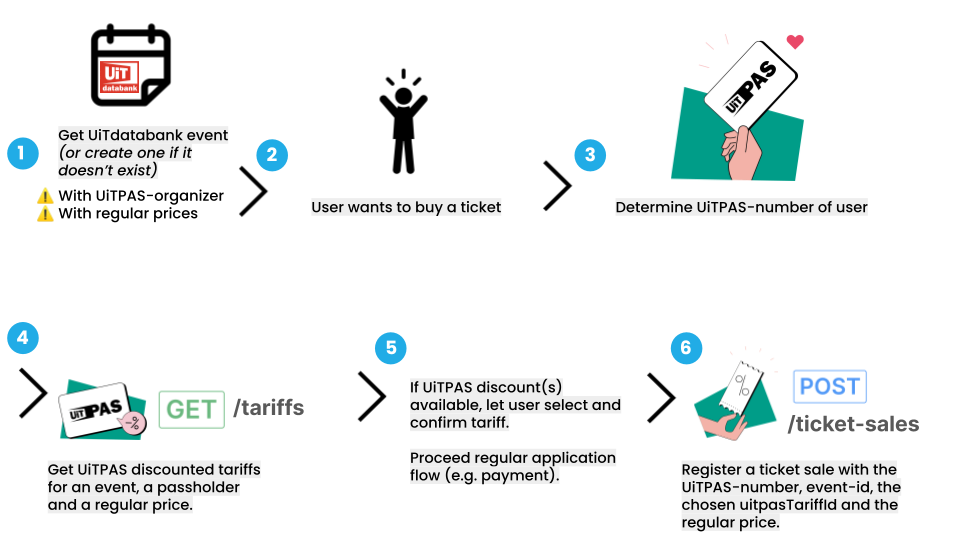 UiT
databank
1
Get UiTdatabank event
(or create one if it
doesn't exist)
⚠️ With UiTPAS-organizer
⚠️ With regular prices
2
User wants to buy a ticket
3
UiTPAS
Determine UiTPAS-number of user
4
UiTPAS
-%
GET /tariffs
Get UiTPAS discounted tariffs
for an event, a passholder
and a regular price.
5
If UiTPAS discount(s)
available, let user select and
confirm tariff.
Proceed regular application
flow (e.g. payment).
6
%
POST
/ticket-sales
Register a ticket sale with the
UiTPAS-number, event-id, the
chosen uitpasTariffId and the
regular price.